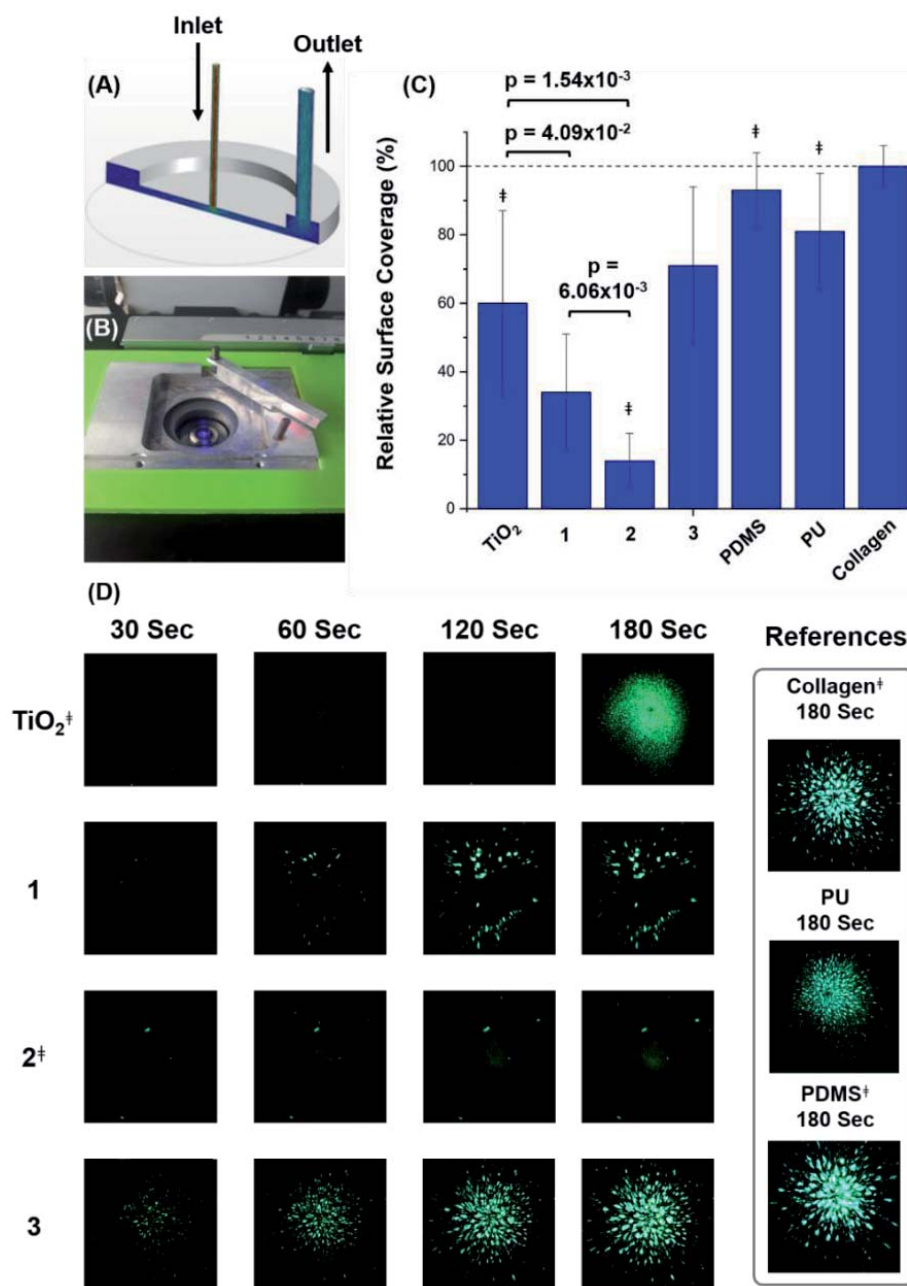 Inlet
Outlet
(A)
(B)
(C)
p = 1.54x10⁻³
p = 4.09x10⁻²
p =
6.06x10⁻³
Relative Surface Coverage (%)
100
80
60
40
20
0
ǂ
ǂ
ǂ
ǂ
TiO₂
1
2
3
PDMS
PU
Collagen
(D)
30 Sec
60 Sec
120 Sec
180 Sec
References
TiO₂ǂ
1
2ǂ
3
Collagenǂ
180 Sec
PU
180 Sec
PDMSǂ
180 Sec